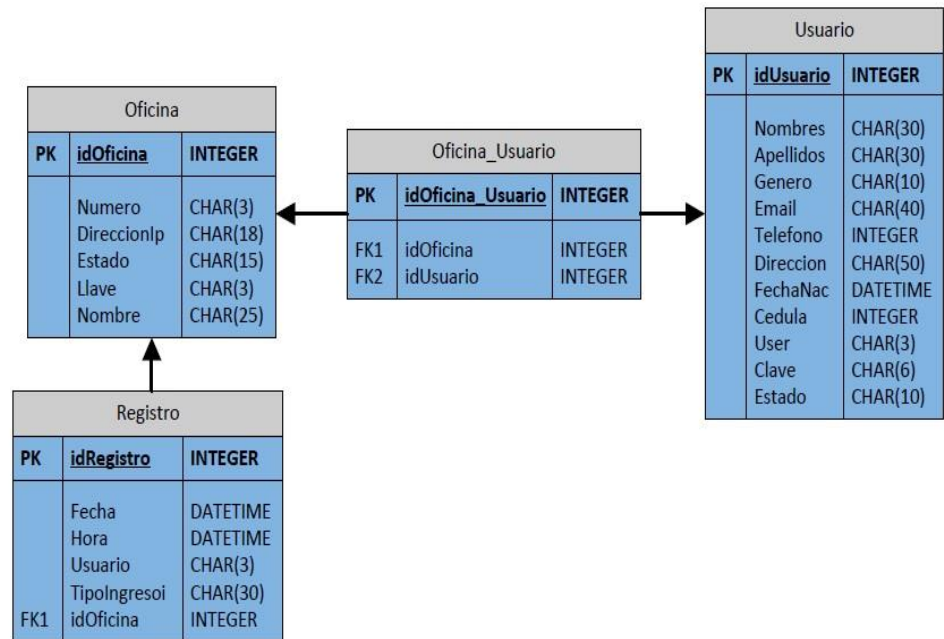 Oficina
PK idOficina INTEGER
Numero CHAR(3)
DireccionIp CHAR(18)
Estado CHAR(15)
Llave CHAR(3)
Nombre CHAR(25)
Oficina_Usuario
PK idOficina_Usuario INTEGER
FK1 idOficina INTEGER
FK2 idUsuario INTEGER
Usuario
PK idUsuario INTEGER
Nombres CHAR(30)
Apellidos CHAR(30)
Genero CHAR(10)
Email CHAR(40)
Telefono INTEGER
Direccion CHAR(50)
FechaNac DATETIME
Cedula INTEGER
User CHAR(3)
Clave CHAR(6)
Estado CHAR(10)
Registro
PK idRegistro INTEGER
Fecha DATETIME
Hora DATETIME
Usuario CHAR(3)
TipoIngresoi CHAR(30)
FK1 idOficina INTEGER